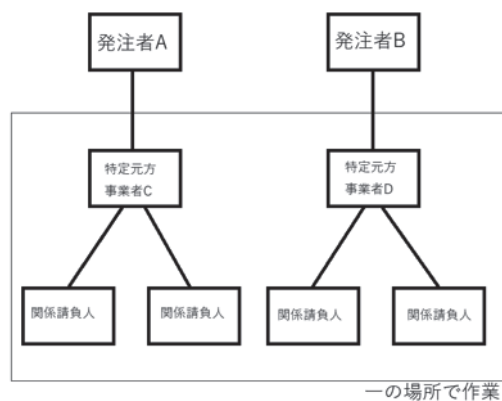 発注者A
発注者B
特定元方
事業者C
特定元方
事業者D
関係請負人
関係請負人
関係請負人
関係請負人
一の場所で作業